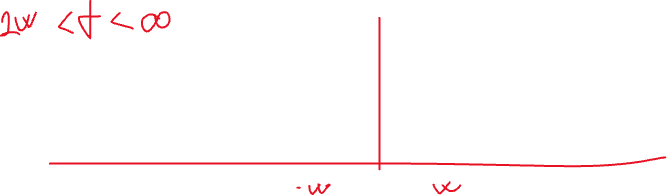 2w < t < ∞
-w w